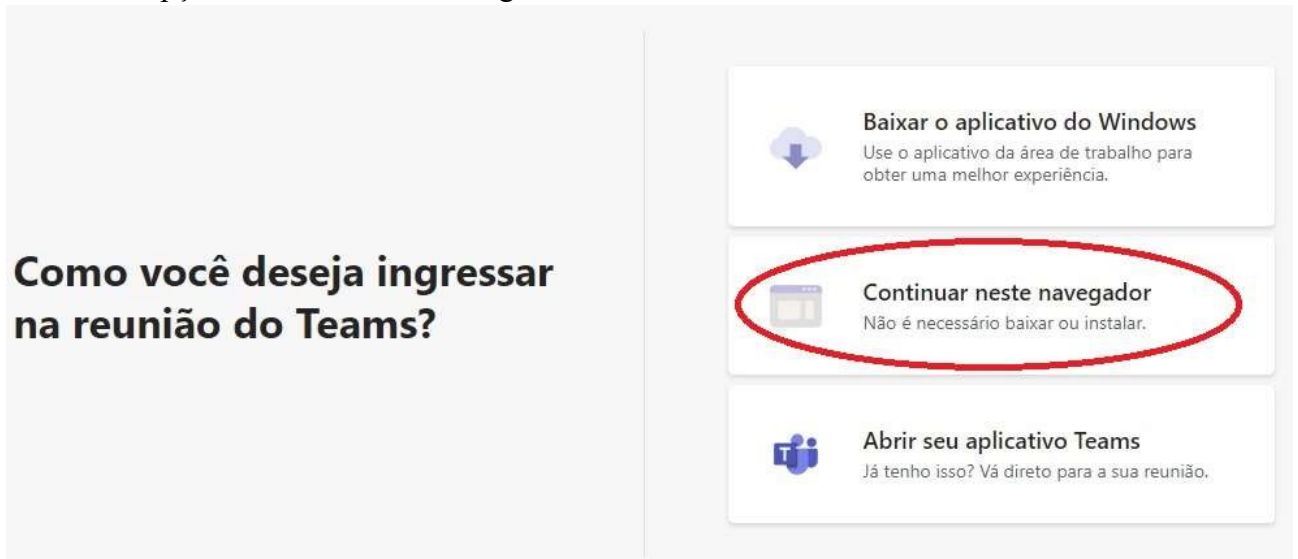 Como você deseja ingressar
na reunião do Teams?
Baixar o aplicativo do Windows
Use o aplicativo da área de trabalho para
obter uma melhor experiência.
Continuar neste navegador
Não é necessário baixar ou instalar.
Abrir seu aplicativo Teams
Já tenho isso? Vá direto para a sua reunião.